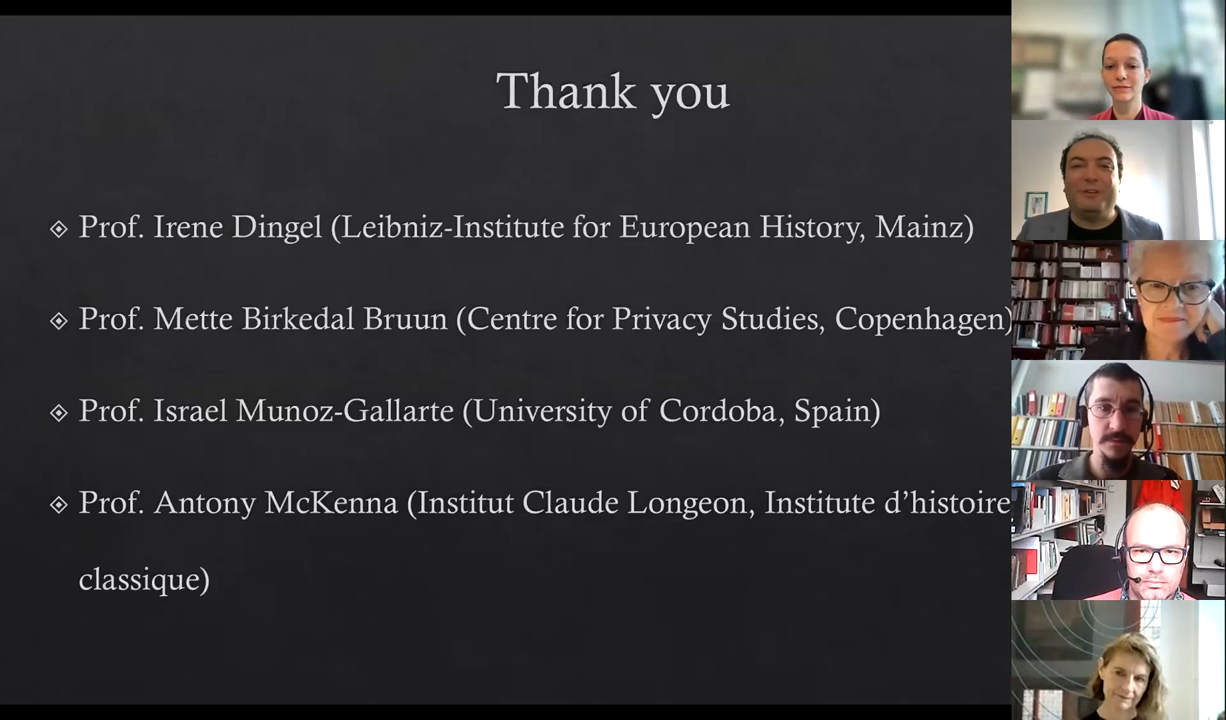 Thank you
Prof. Irene Dingel (Leibniz-Institute for European History, Mainz)
Prof. Mette Birkedal Bruun (Centre for Privacy Studies, Copenhagen)
Prof. Israel Munoz-Gallarte (University of Cordoba, Spain)
Prof. Antony McKenna (Institut Claude Longeon, Institute d’histoire
classique)